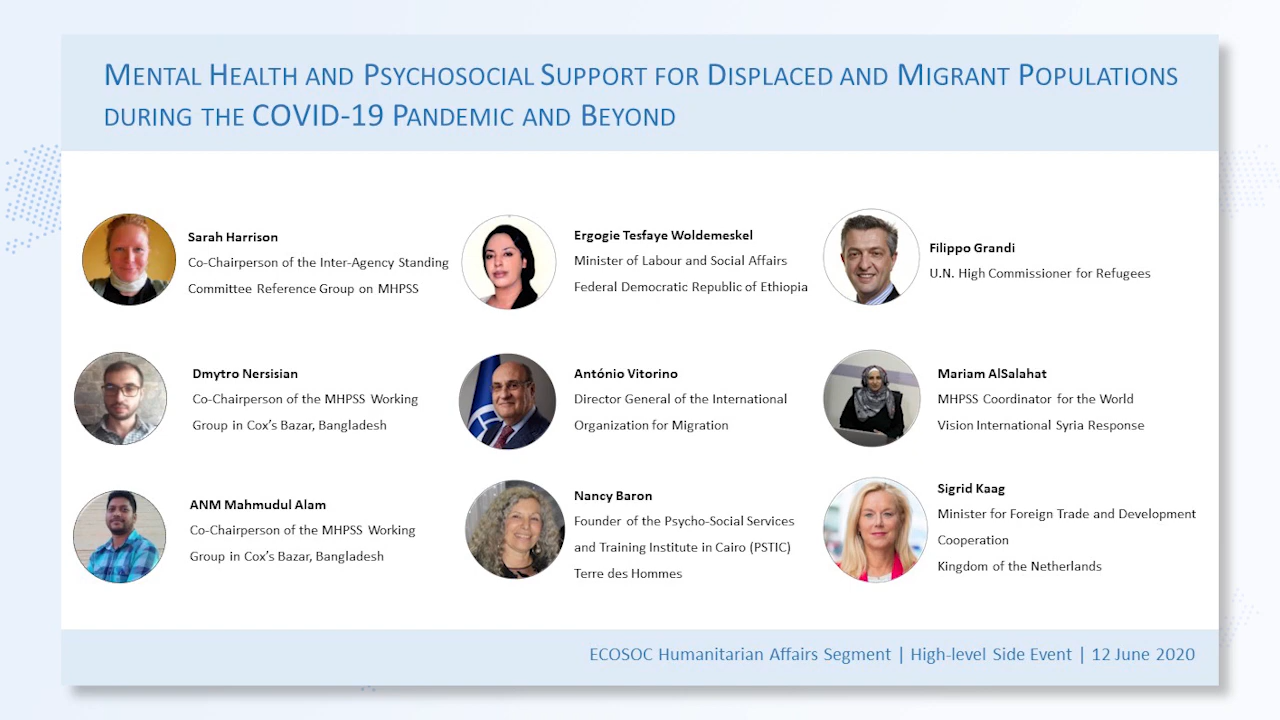 MENTAL HEALTH AND PSYCHOSOCIAL SUPPORT FOR DISPLACED AND MIGRANT POPULATIONS
DURING THE COVID-19 PANDEMIC AND BEYOND
Sarah Harrison
Co-Chairperson of the Inter-Agency Standing
Committee Reference Group on MHPSS
Ergogie Tesfaye Woldemeskel
Minister of Labour and Social Affairs
Federal Democratic Republic of Ethiopia
Filippo Grandi
U.N. High Commissioner for Refugees
Dmytro Nersisian
Co-Chairperson of the MHPSS Working
Group in Cox's Bazar, Bangladesh
António Vitorino
Director General of the International
Organization for Migration
Mariam AlSalahat
MHPSS Coordinator for the World
Vision International Syria Response
ANM Mahmudul Alam
Co-Chairperson of the MHPSS Working
Group in Cox's Bazar, Bangladesh
Nancy Baron
Founder of the Psycho-Social Services
and Training Institute in Cairo (PSTIC)
Terre des Hommes
Sigrid Kaag
Minister for Foreign Trade and Development
Cooperation
Kingdom of the Netherlands
ECOSOC Humanitarian Affairs Segment | High-level Side Event | 12 June 2020